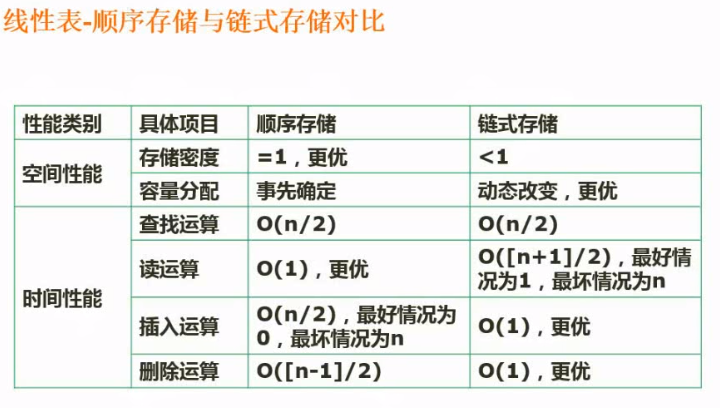 线性表-顺序存储与链式存储对比
性能类别 具体项目 顺序存储 链式存储
空间性能 存储密度 =1，更优 <1
容量分配 事先确定 动态改变，更优
时间性能 查找运算 O(n/2) O(n/2)
读运算 O(1)，更优 O([n+1]/2)，最好情
况为1，最坏情况为n
插入运算 O(n/2)，最好情况为
0，最坏情况为n O(1)，更优
删除运算 O([n-1]/2) O(1)，更优